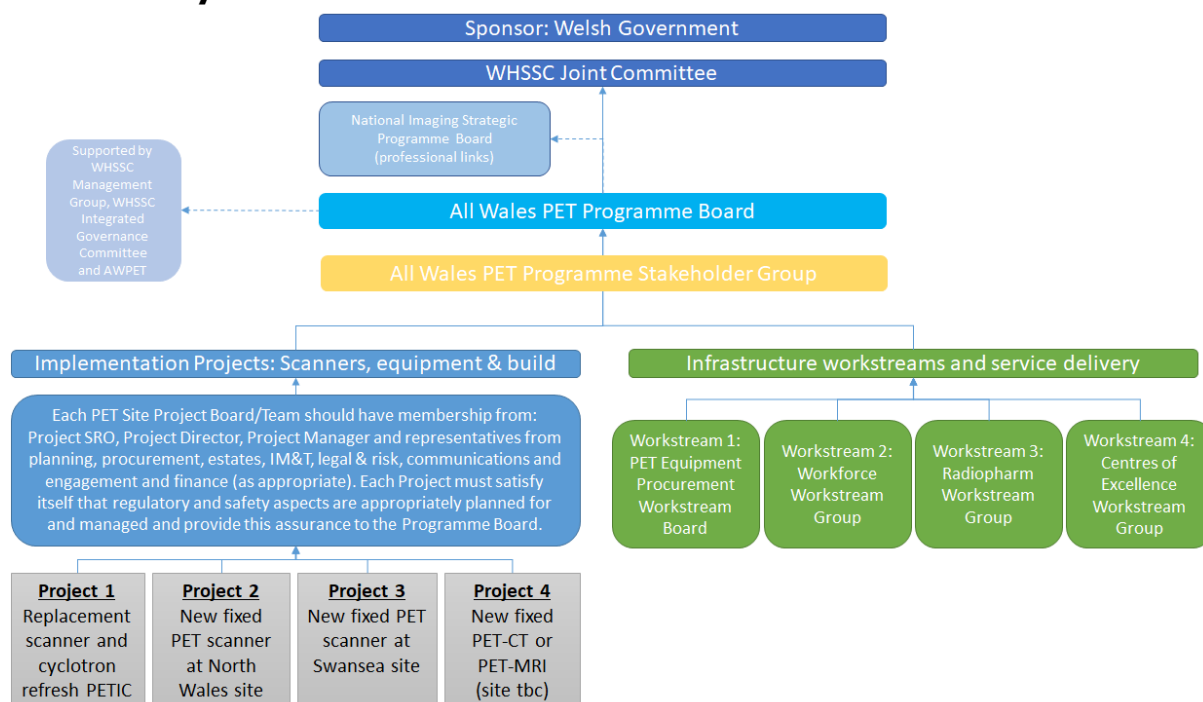 Sponsor: Welsh Government
WHSSC Joint Committee
National Imaging Strategic
Programme Board
(professional links)
Supported by
WHSSC
Management
Group, WHSSC
Integrated
Governance
Committee
and AWPET
All Wales PET Programme Board
All Wales PET Programme Stakeholder Group
Implementation Projects: Scanners, equipment & build
Each PET Site Project Board/Team should have membership from:
Project SRO, Project Director, Project Manager and representatives from
planning, procurement, estates, IM&T, legal & risk, communications and
engagement and finance (as appropriate). Each Project must satisfy
itself that regulatory and safety aspects are appropriately planned for
and managed and provide this assurance to the Programme Board.
Project 1
Replacement
scanner and
cyclotron
refresh PETIC
Project 2
New fixed
PET scanner
at North
Wales site
Project 3
New fixed PET
scanner at
Swansea site
Project 4
New fixed
PET-CT or
PET-MRI
(site tbc)
Infrastructure workstreams and service delivery
Workstream 1:
PET Equipment
Procurement
Workstream
Board
Workstream 2:
Workforce
Workstream
Group
Workstream 3:
Radiopharm
Workstream
Group
Workstream 4:
Centres of
Excellence
Workstream
Group